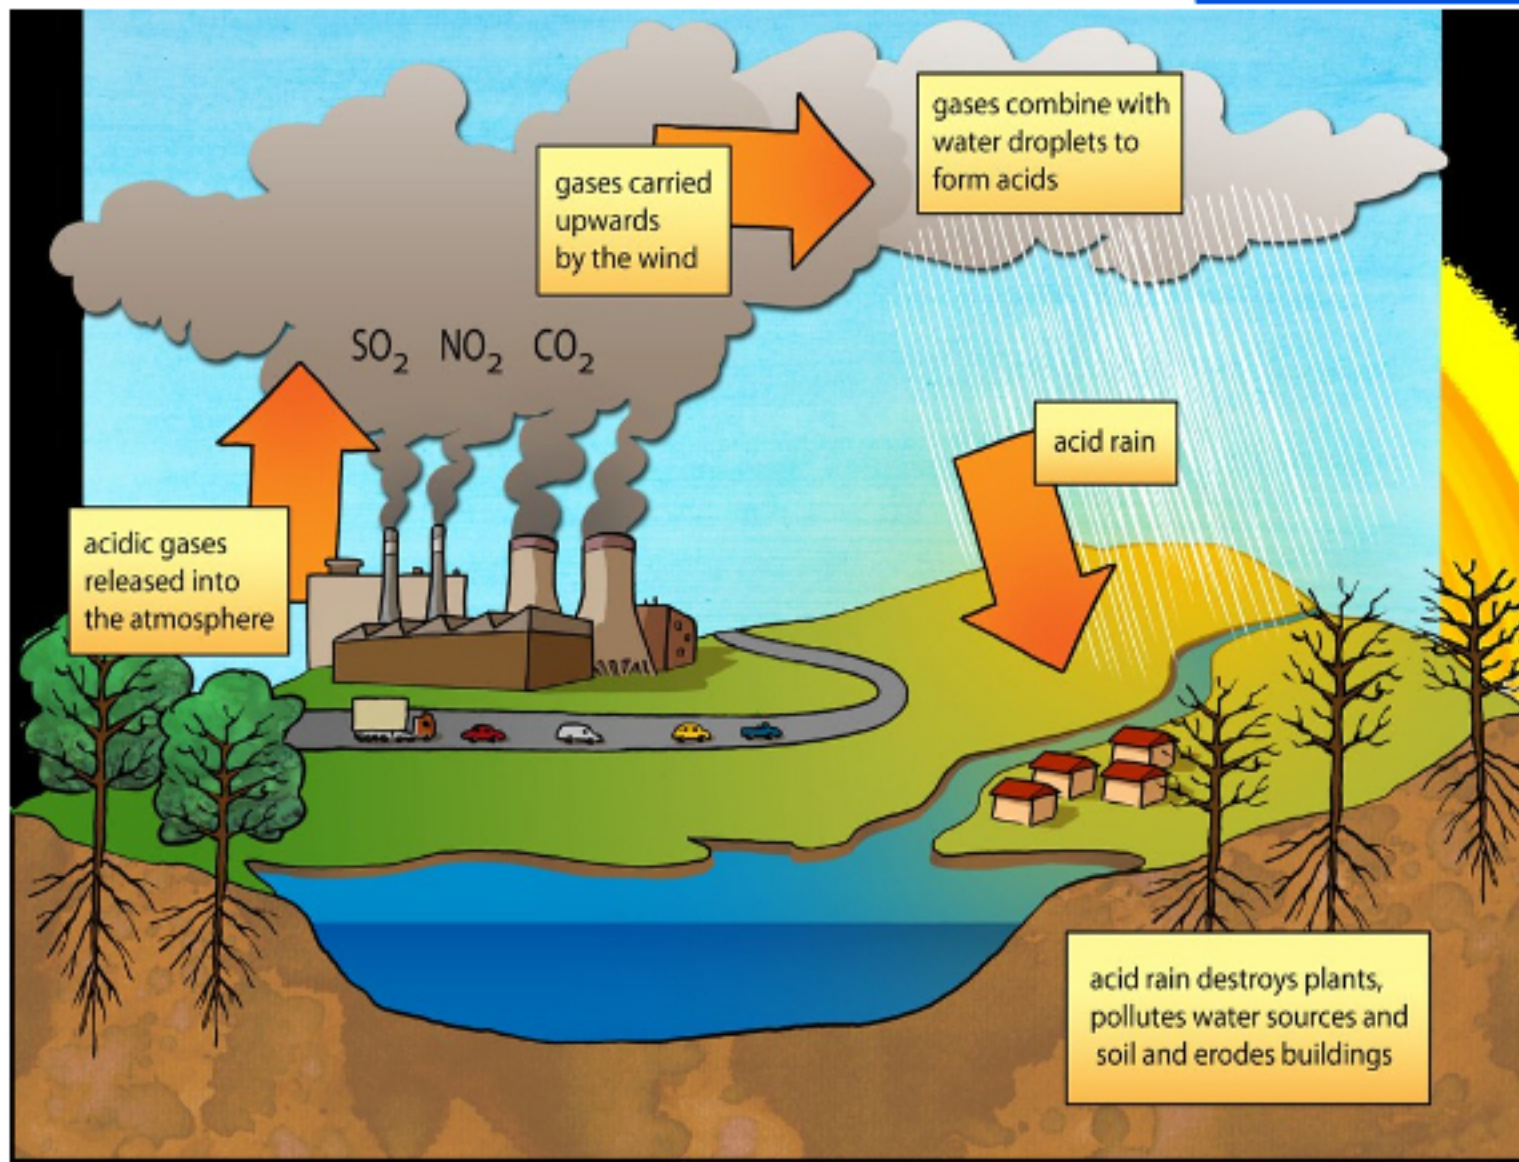 gases combine with
water droplets to
form acids
gases carried
upwards
by the wind
SO₂ NO₂ CO₂
acid rain
acidic gases
released into
the atmosphere
acid rain destroys plants,
pollutes water sources and
soil and erodes buildings